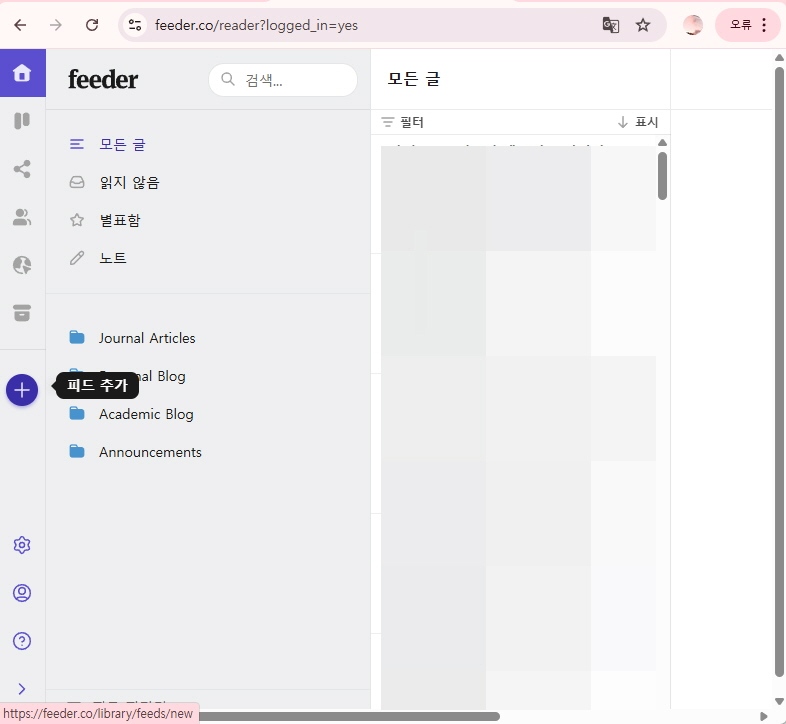 feeder.co/reader?logged_in=yes
오류
feeder
검색...
모든 글
필터
표시
모든 글
읽지 않음
별표함
노트
Journal Articles
피드 추가
Blog
Academic Blog
Announcements
https://feeder.co/library/feeds/new